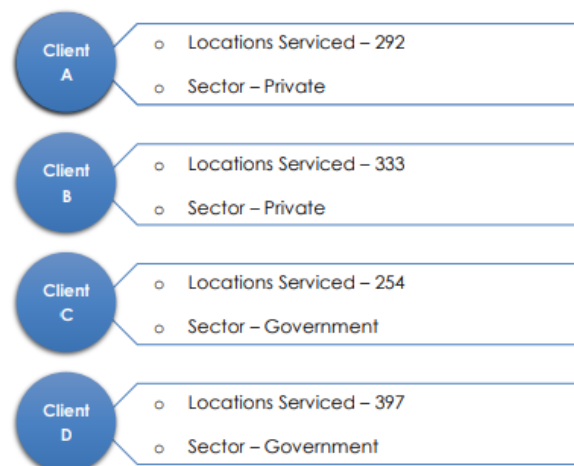 Client
A
o Locations Serviced – 292
o Sector – Private
Client
B
o Locations Serviced – 333
o Sector – Private
Client
C
o Locations Serviced – 254
o Sector – Government
Client
D
o Locations Serviced – 397
o Sector – Government